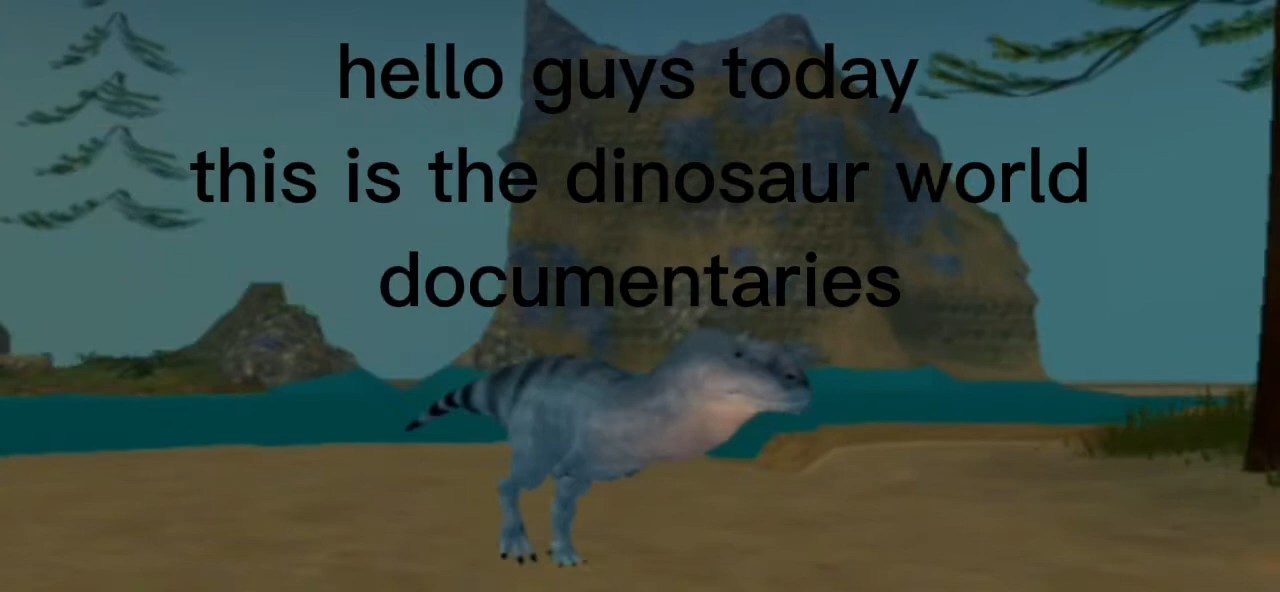 hello guys today
this is the dinosaur world
documentaries